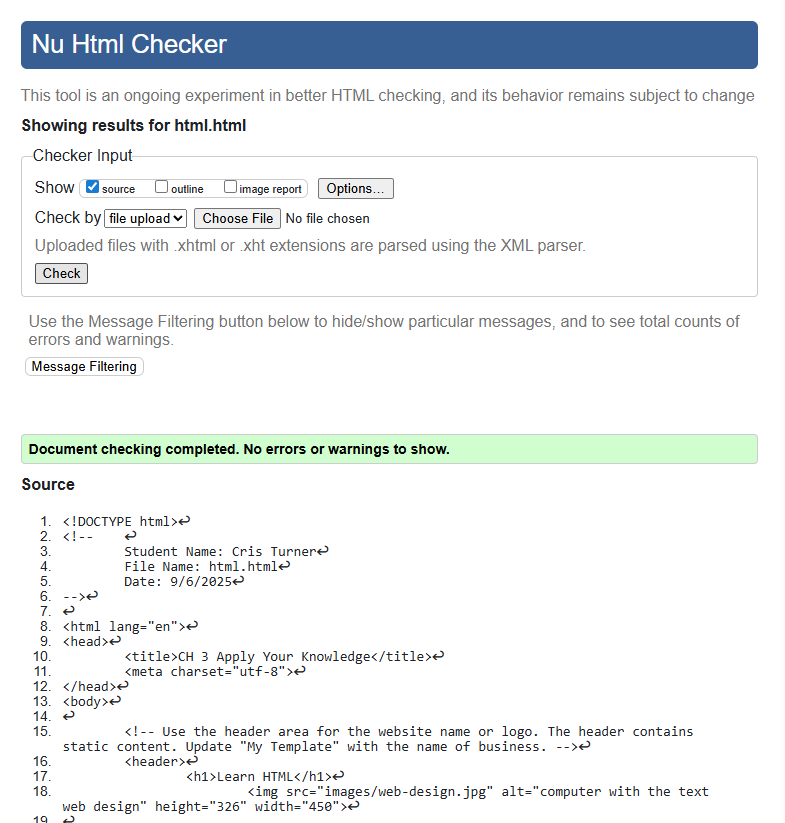 Nu Html Checker
This tool is an ongoing experiment in better HTML checking, and its behavior remains subject to change
Showing results for html.html
Checker Input
Show source outline image report Options...
Check by file upload Choose File No file chosen
Uploaded files with .xhtml or .xht extensions are parsed using the XML parser.
Check
Use the Message Filtering button below to hide/show particular messages, and to see total counts of
errors and warnings.
Message Filtering
Document checking completed. No errors or warnings to show.
Source
1. <!DOCTYPE html>↩
2. <!-- ↩
3. Student Name: Cris Turner↩
4. File Name: html.html↩
5. Date: 9/6/2025↩
6. -->↩
7. ↩
8. <html lang="en">↩
9. <head>↩
10. <title>CH 3 Apply Your Knowledge</title>↩
11. <meta charset="utf-8">↩
12. </head>↩
13. <body>↩
14. ↩
15. <!-- Use the header area for the website name or logo. The header contains
static content. Update "My Template" with the name of business. -->↩
16. <header>↩
17. <h1>Learn HTML</h1>↩
18. <img src="images/web-design.jpg" alt="computer with the text
web design" height="326" width="450">↩
19. ↩